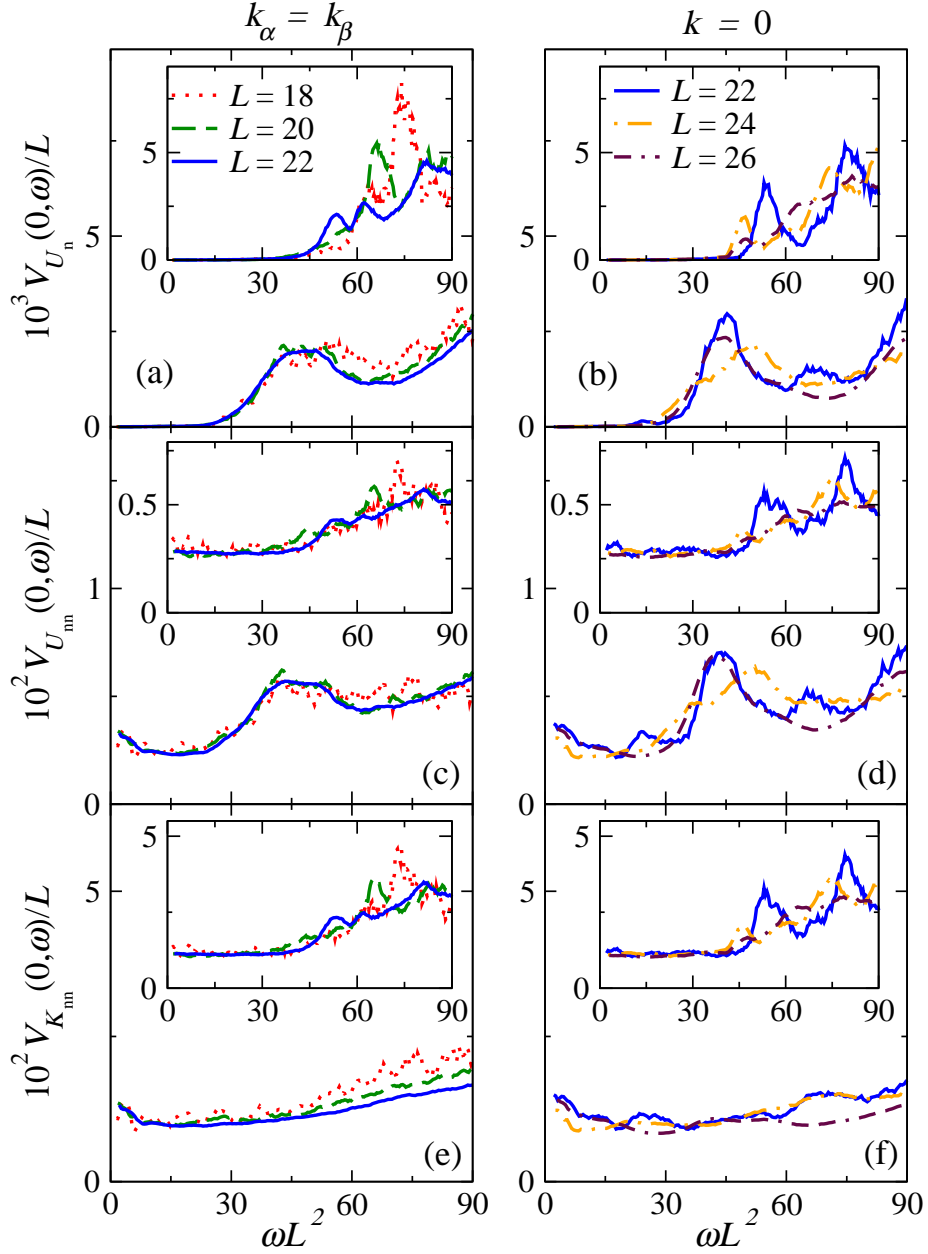 k_α = k_β
k = 0
10^3 V_{U_n}(0,ω)/L
10^2 V_{U_nn}(0,ω)/L
10^2 V_{K_nn}(0,ω)/L
L = 18
L = 20
L = 22
5
0
0 30 60 90
5
0
(a)
L = 22
L = 24
L = 26
5
0
0 30 60 90
(b)
0.5
0
0 30 60 90
1
0
(c)
0.5
0
0 30 60 90
(d)
5
0
0 30 60 90
5
0
(e)
5
0
0 30 60 90
(f)
0 30 60 90
0 30 60 90
ωL^2
ωL^2